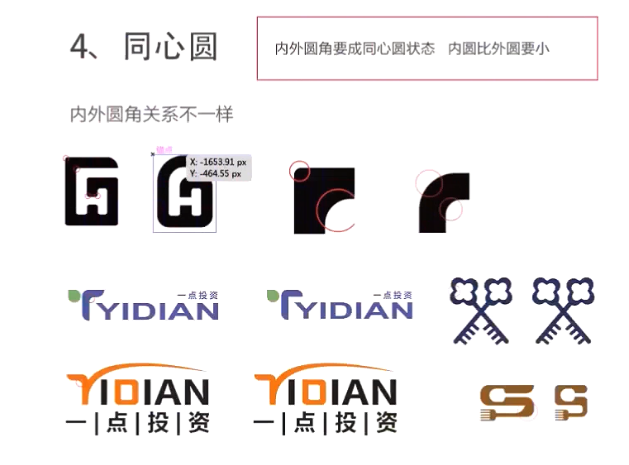 4、同心圆
内外圆角要成同心圆状态 内圆比外圆要小
内外圆角关系不一样
锚点
X: -1653.91 px
Y: -464.55 px
一点投资
YIDIAN
一点投资
YIDIAN
YIDIAN
一|点|投|资
YIDIAN
一|点|投|资